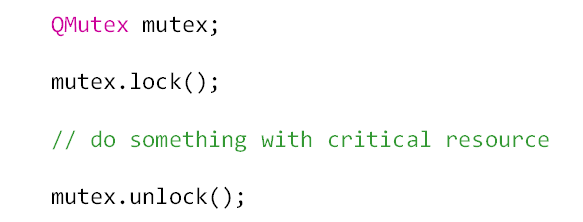 QMutex mutex;
mutex.lock();
// do something with critical resource
mutex.unlock();